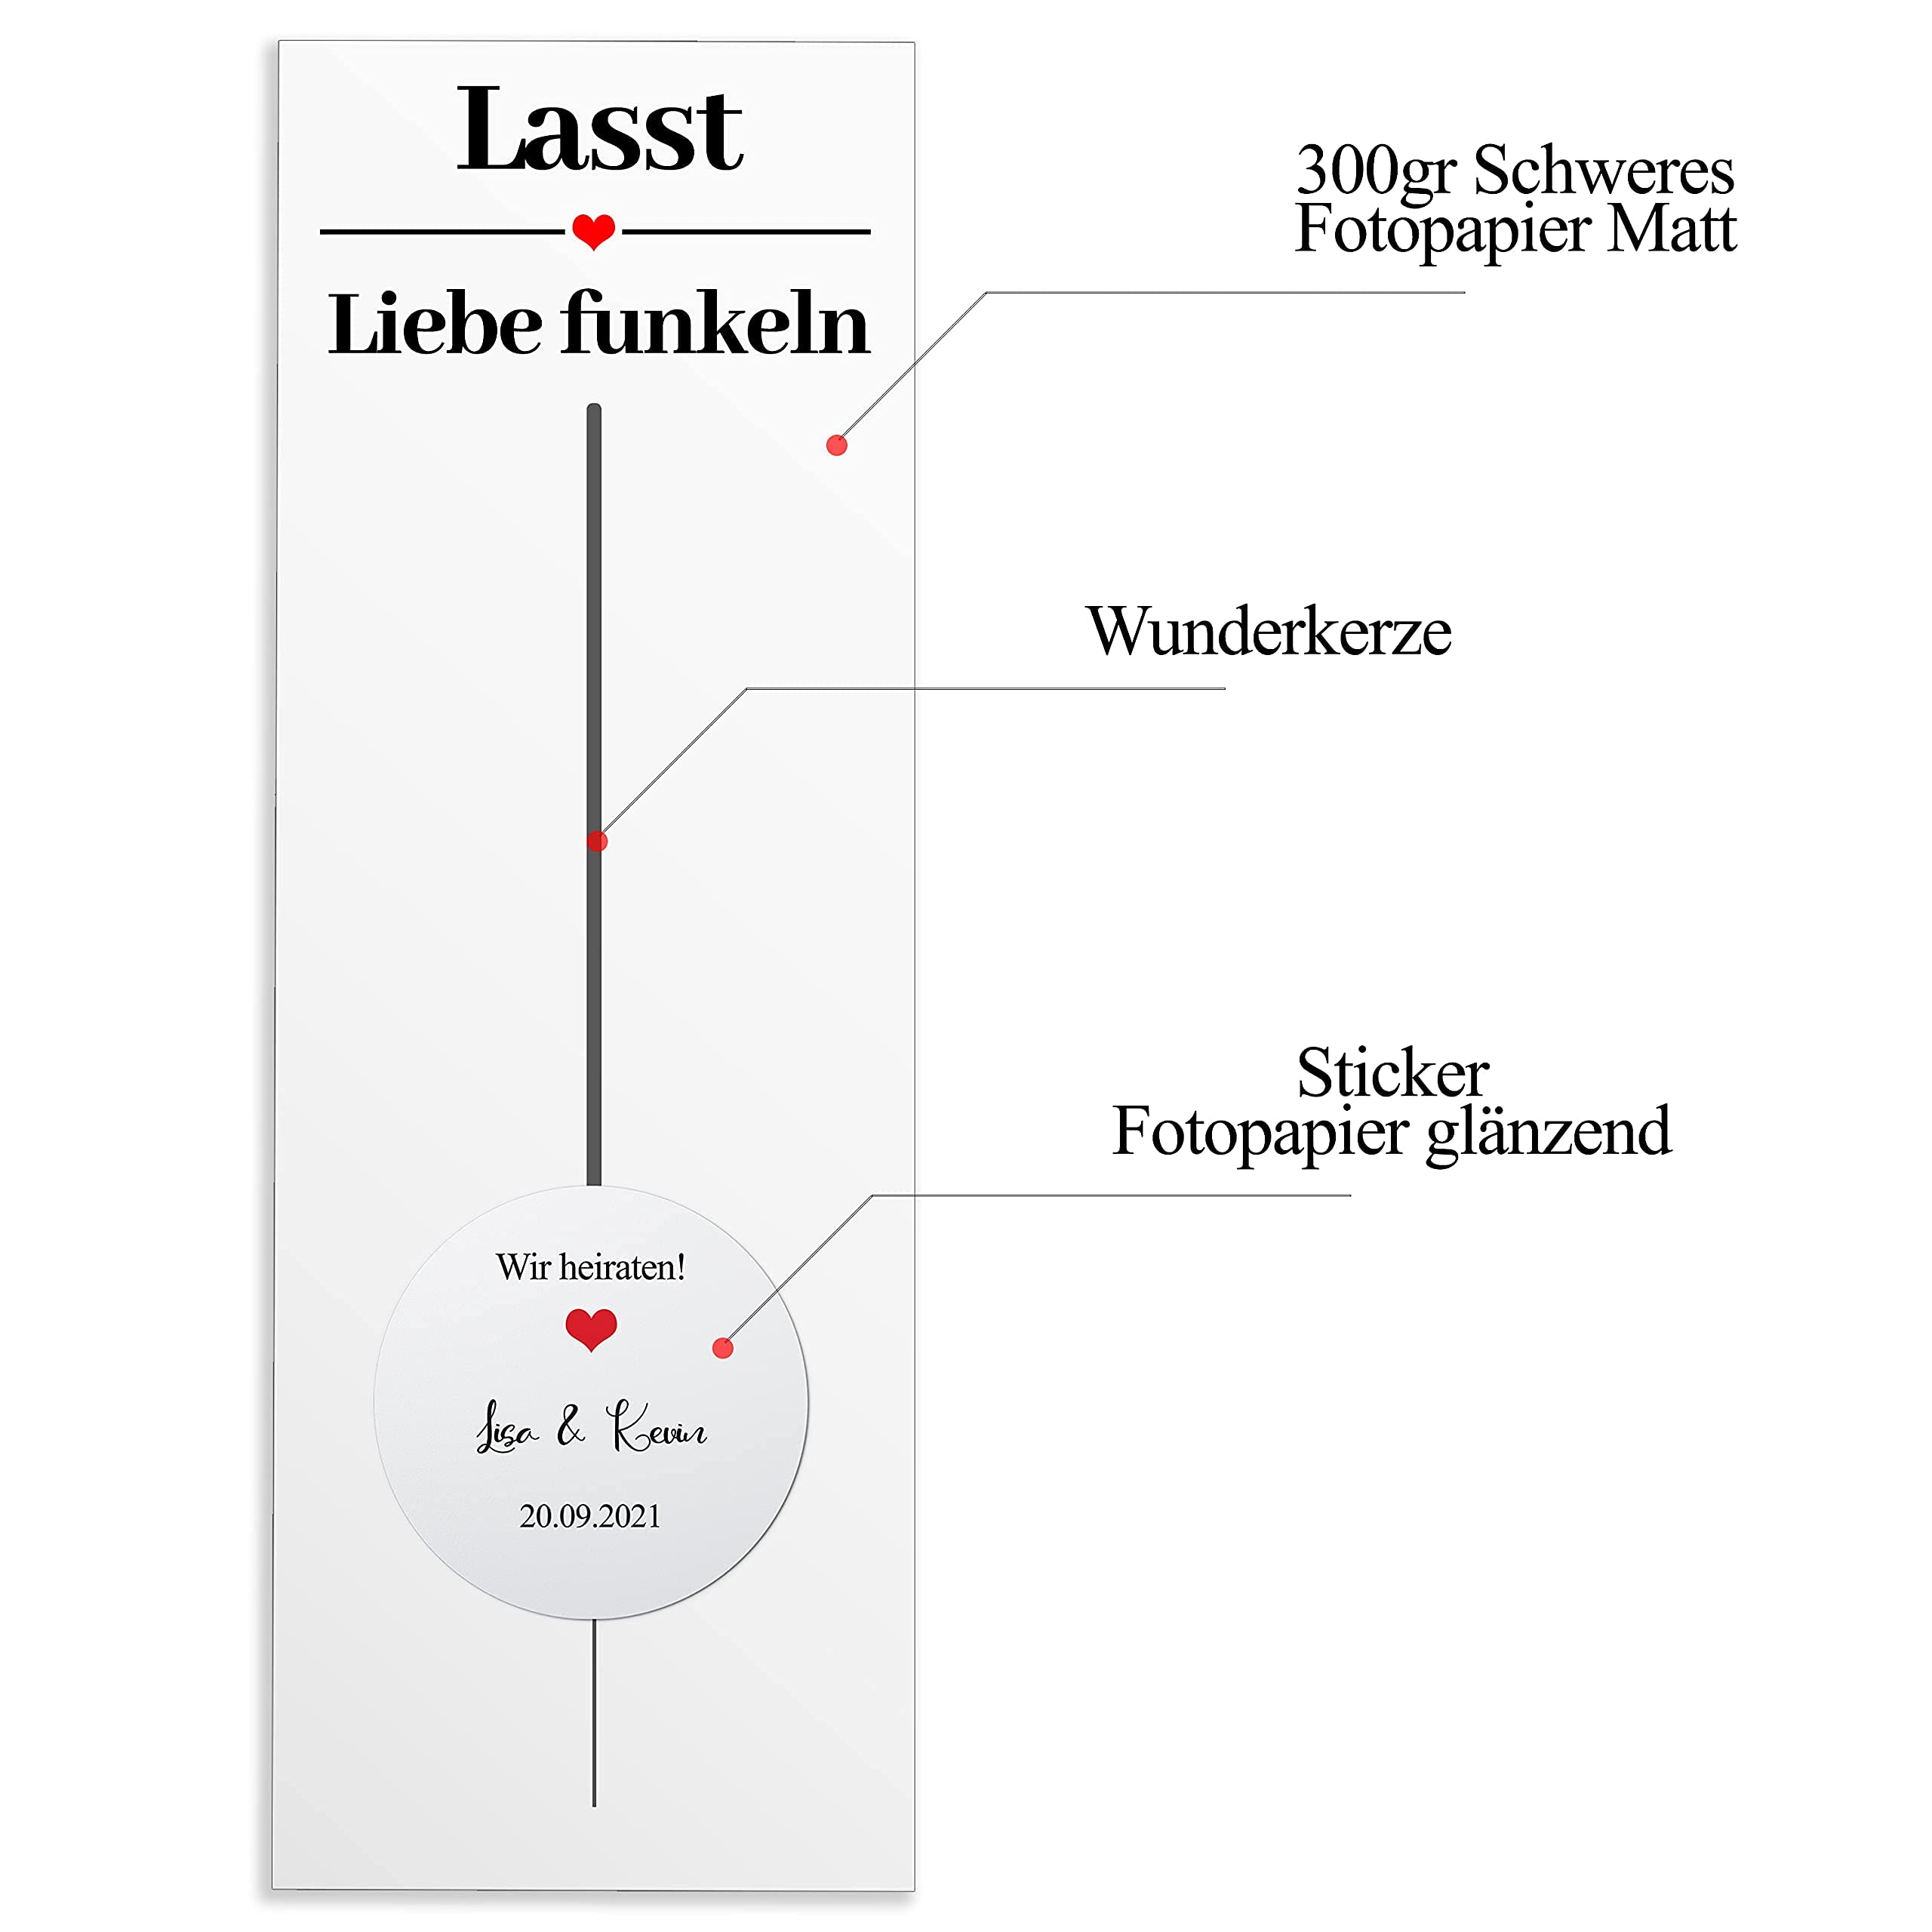 Lasst
Liebe funkeln
300gr Schweres
Fotopapier Matt
Wunderkerze
Sticker
Fotopapier glänzend
Wir heiraten!
Lisa & Kevin
20.09.2021